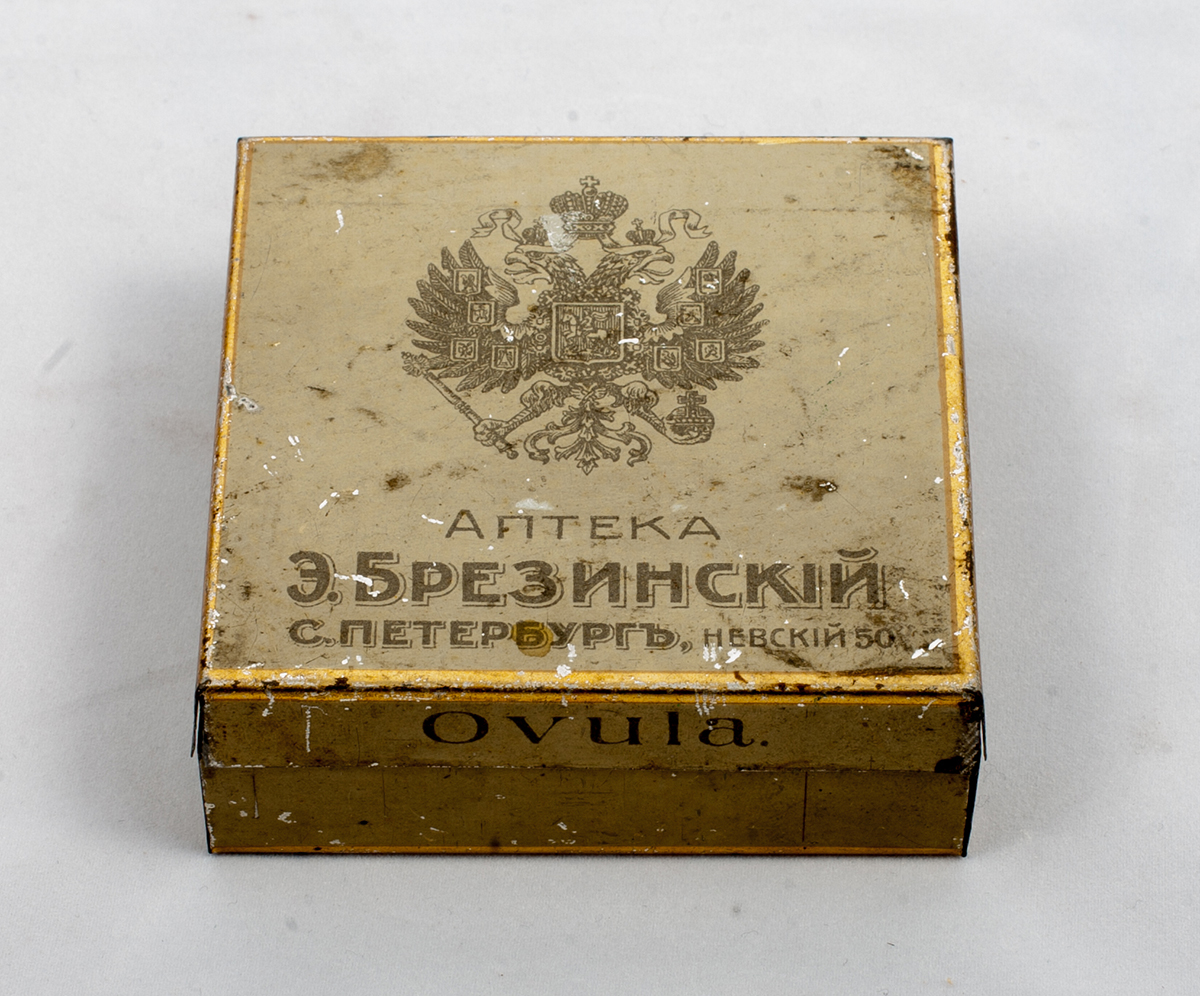 Аптека
Э. Брезинскій
С. Петербургъ, Невскій 50.
Ovula.